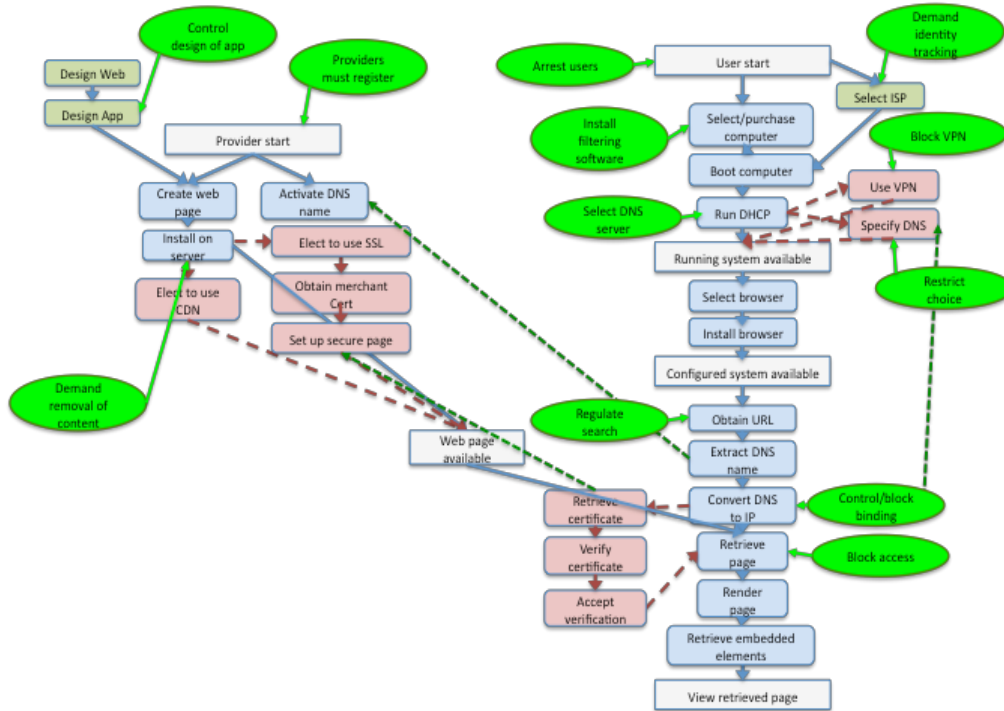 Control
design of app
Demand
identity
tracking
Providers
must register
Arrest users
User start
Design Web
Design App
Select ISP
Provider start
Install
filtering
software
Select/purchase
computer
Block VPN
Boot computer
Create web
page
Activate DNS
name
Use VPN
Select DNS
server
Run DHCP
Specify DNS
Install on
server
Elect to use SSL
Running system available
Elect to use
CDN
Obtain merchant
Cert
Select browser
Restrict
choice
Set up secure page
Install browser
Configured system available
Demand
removal of
content
Regulate
search
Obtain URL
Web page
available
Extract DNS
name
Retrieve
certificate
Convert DNS
to IP
Control/block
binding
Verify
certificate
Retrieve
page
Block access
Accept
verification
Render
page
Retrieve embedded
elements
View retrieved page